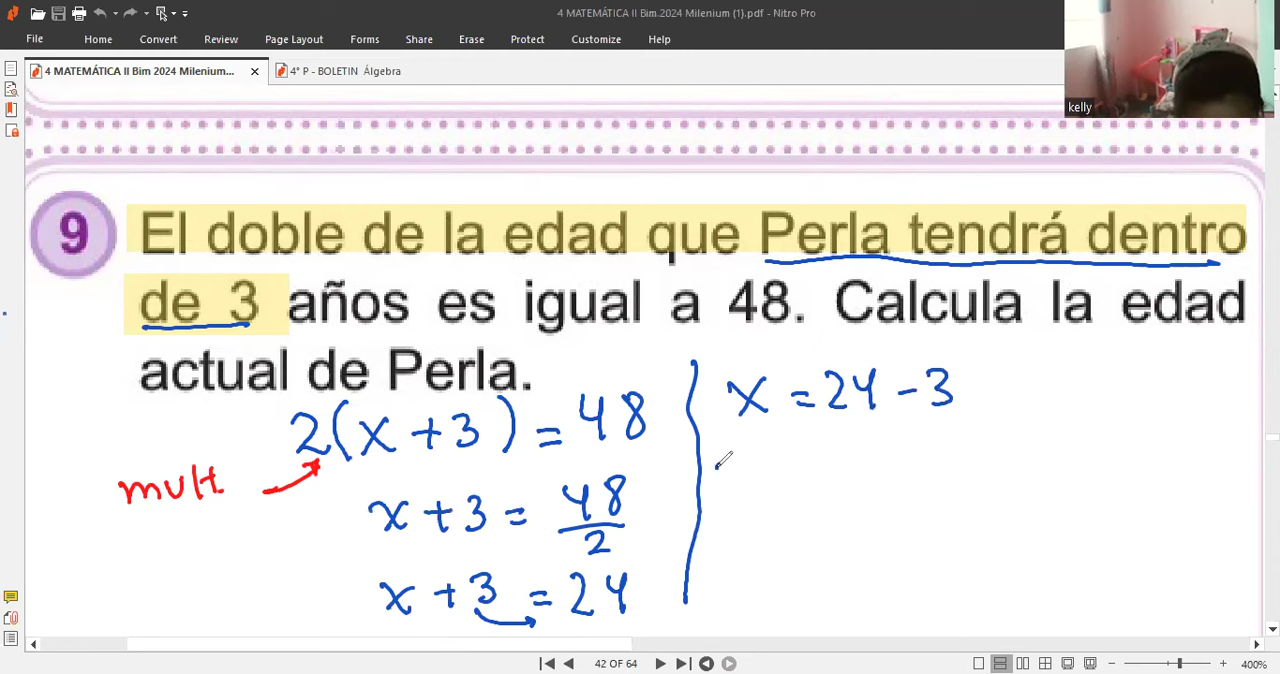 4 MATEMÁTICA II Bim.2024 Milenium (1).pdf - Nitro Pro
File Home Convert Review Page Layout Forms Share Erase Protect Customize Help
4 MATEMÁTICA II Bim 2024 Milenium... × 4° P - BOLETIN Álgebra
kelly
9 El doble de la edad que Perla tendrá dentro
de 3 años es igual a 48. Calcula la edad
actual de Perla.
2(x+3) = 48
mult
x + 3 = 48/2
x + 3 = 24
x = 24 - 3
42 OF 64
400%